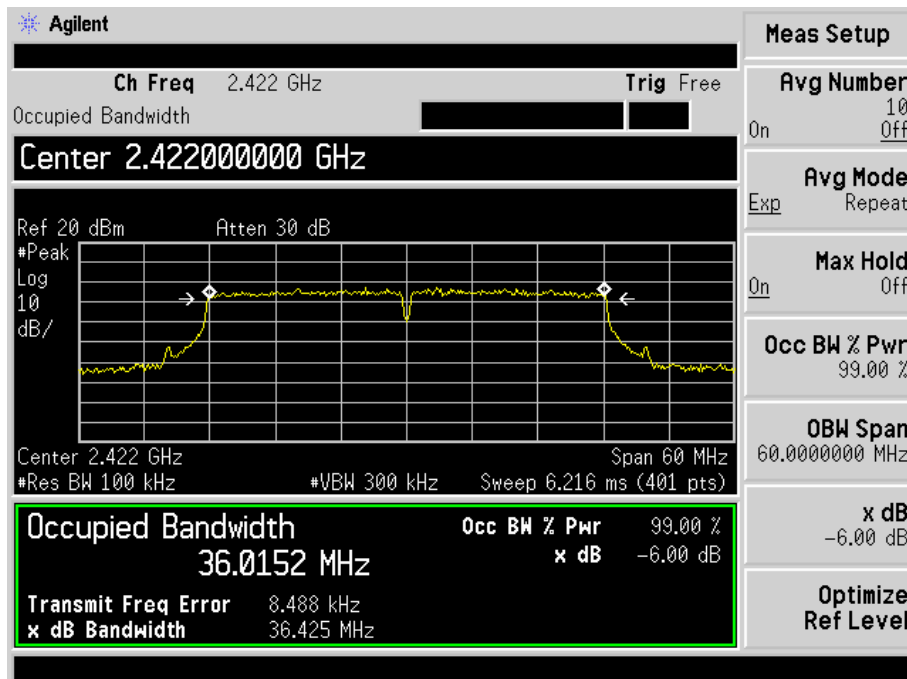 Agilent
Ch Freq 2.422 GHz Trig Free
Occupied Bandwidth
Center 2.422000000 GHz
Ref 20 dBm Atten 30 dB
#Peak
Log
10
dB/
Center 2.422 GHz Span 60 MHz
#Res BW 100 kHz #VBW 300 kHz Sweep 6.216 ms (401 pts)
Occupied Bandwidth
36.0152 MHz
Occ BW % Pwr 99.00 %
x dB -6.00 dB
Transmit Freq Error 8.488 kHz
x dB Bandwidth 36.425 MHz
Meas Setup
Avg Number
10
On Off
Avg Mode
Exp Repeat
Max Hold
On Off
Occ BW % Pwr
99.00 %
OBW Span
60.0000000 MHz
x dB
-6.00 dB
Optimize
Ref Level